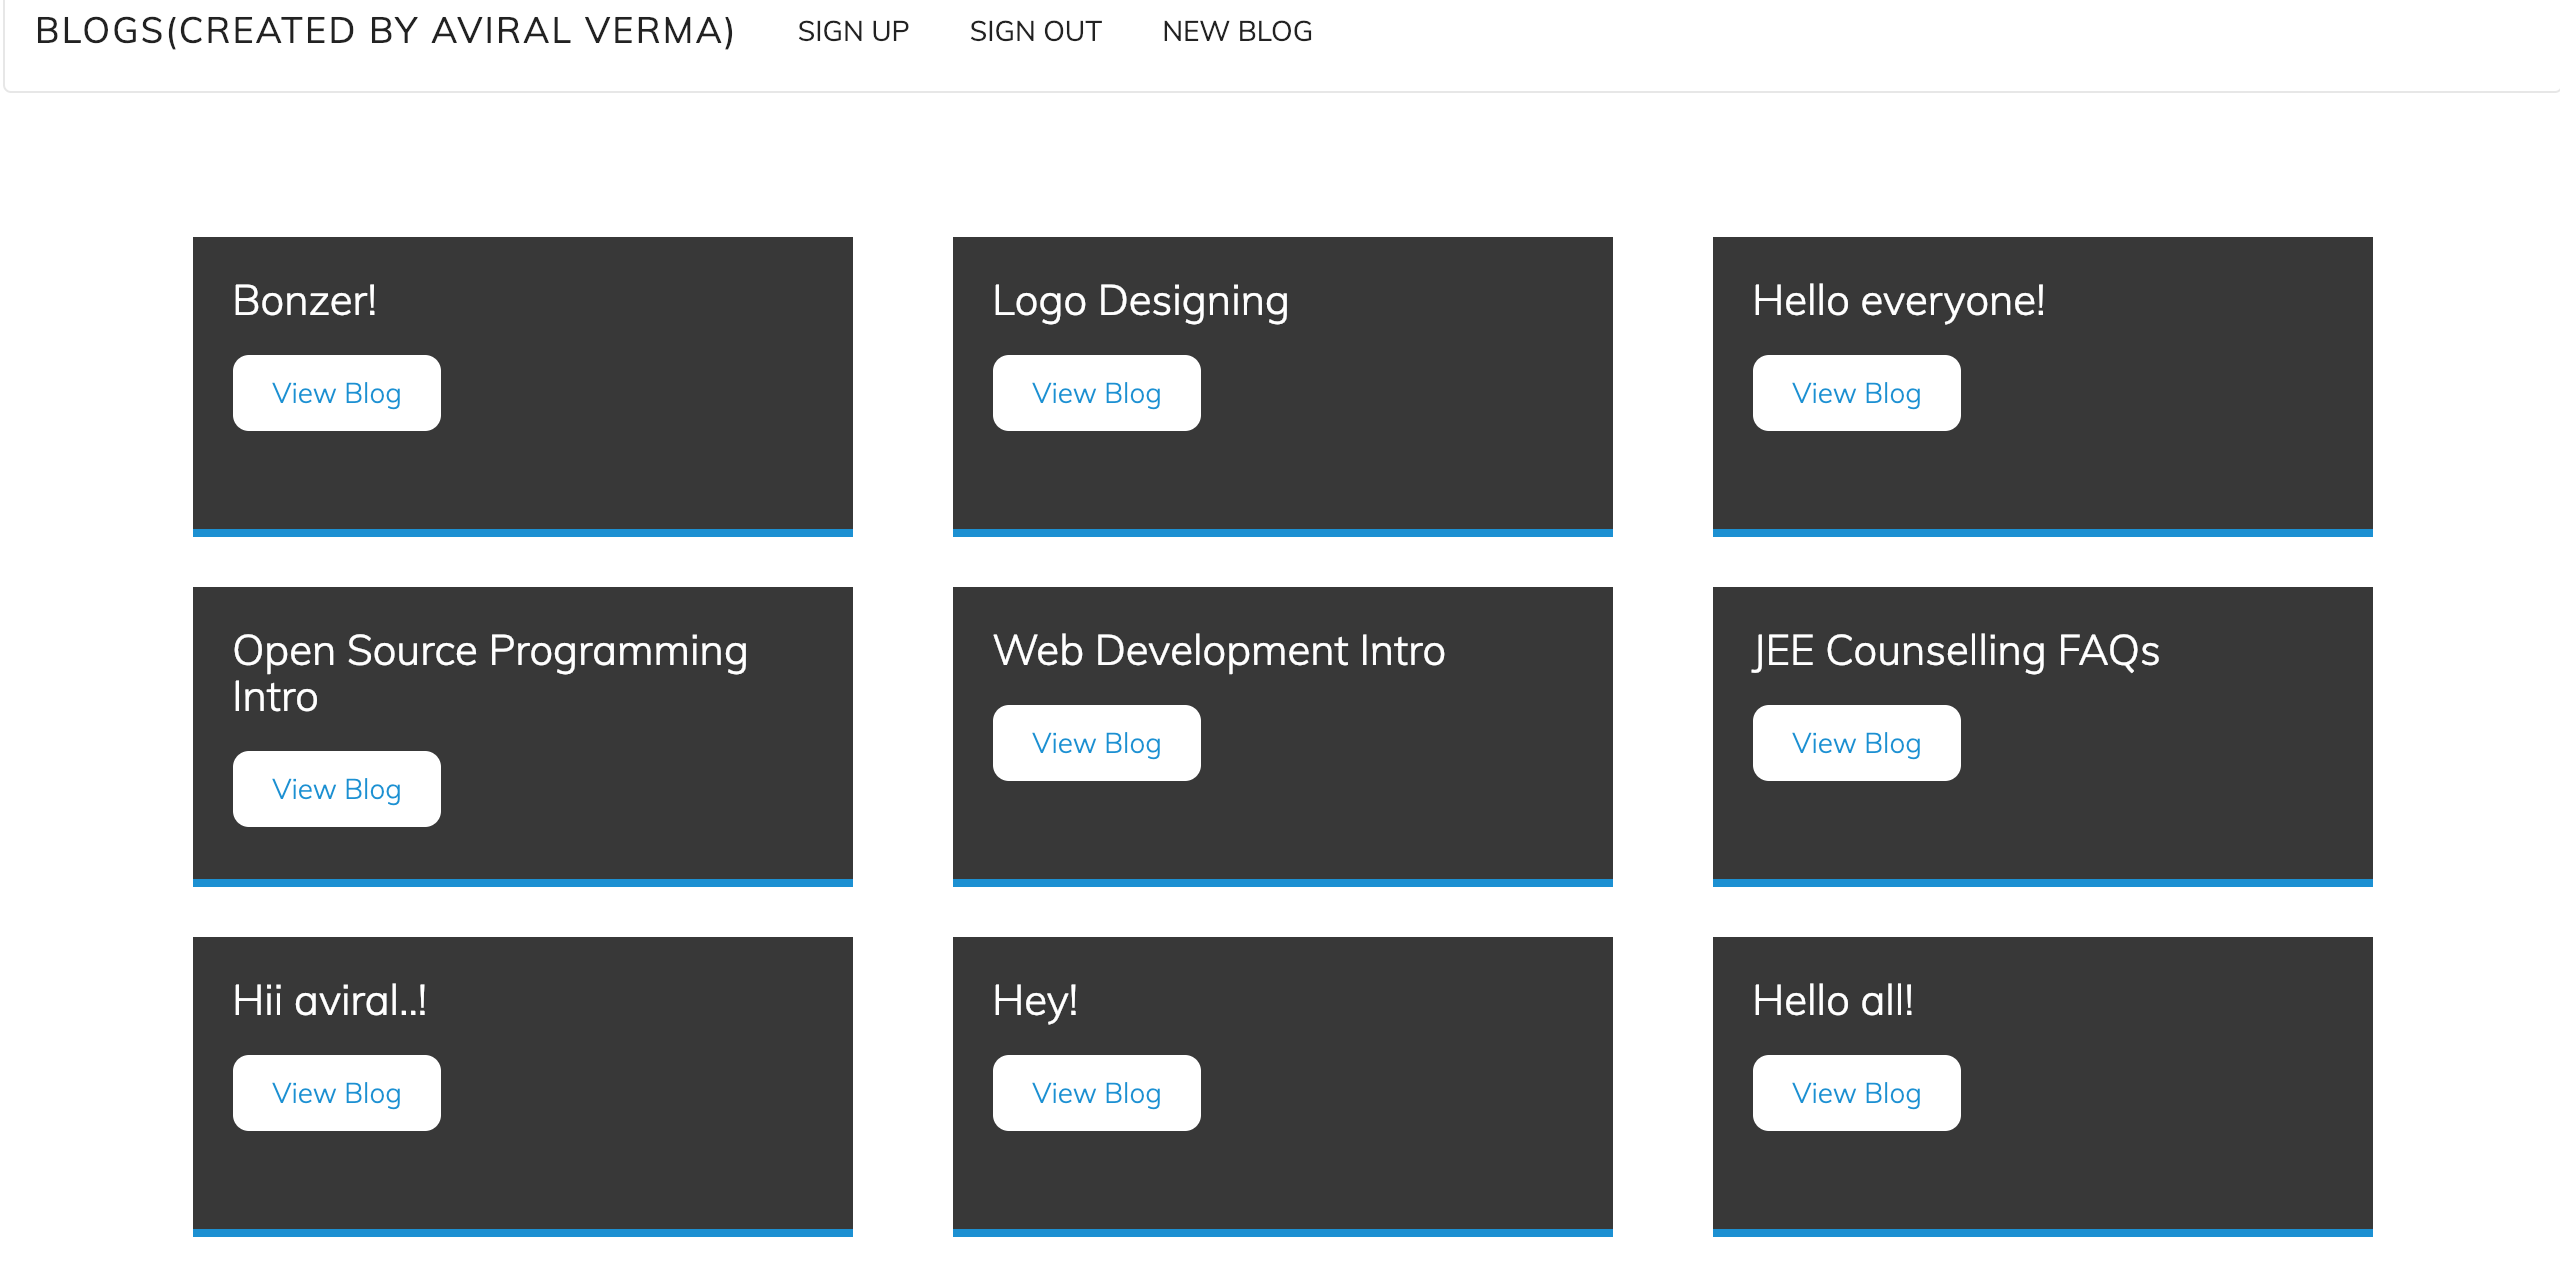 BLOGS(CREATED BY AVIRAL VERMA) SIGN UP SIGN OUT NEW BLOG
Bonzer!
View Blog
Logo Designing
View Blog
Hello everyone!
View Blog
Open Source Programming
Intro
View Blog
Web Development Intro
View Blog
JEE Counselling FAQs
View Blog
Hii aviral..!
View Blog
Hey!
View Blog
Hello all!
View Blog